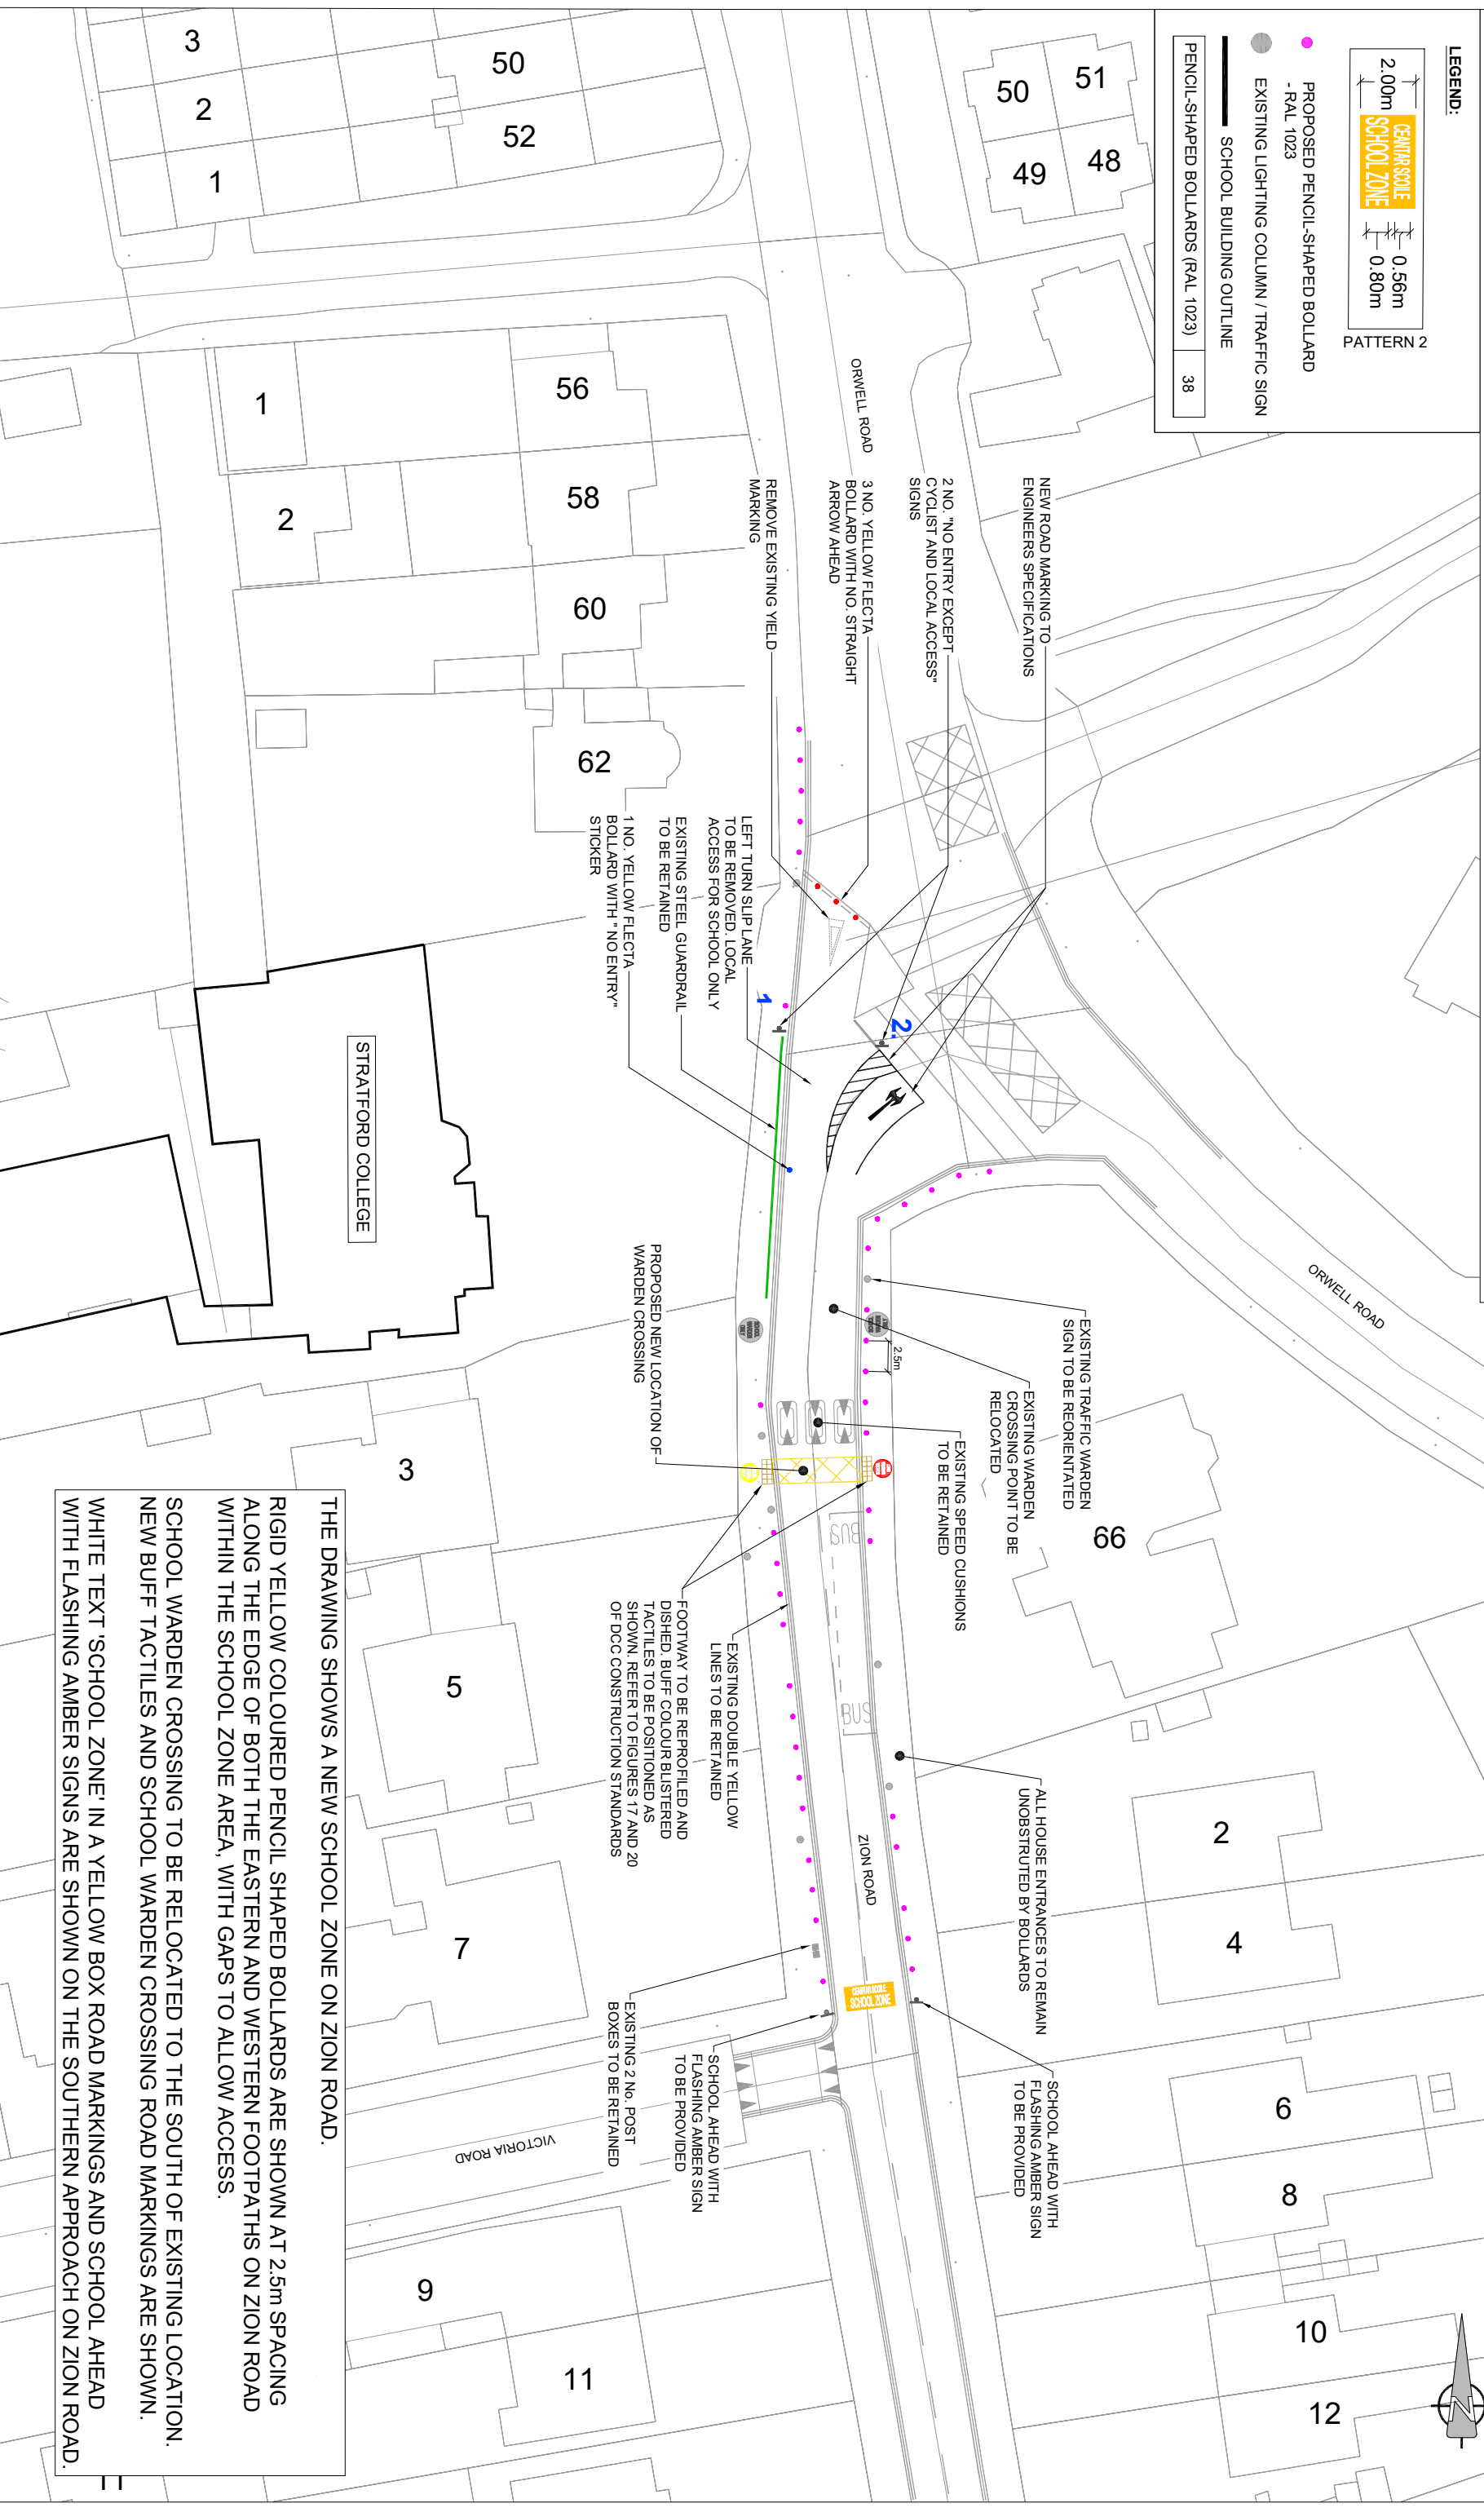 LEGEND:
2.00m
CEANTAR SCOILE
SCHOOL ZONE
0.56m
0.80m
PATTERN 2
PROPOSED PENCIL-SHAPED BOLLARD
- RAL 1023
EXISTING LIGHTING COLUMN / TRAFFIC SIGN
SCHOOL BUILDING OUTLINE
PENCIL-SHAPED BOLLARDS (RAL 1023) 38
51
50
48
49
50
3
2
52
1
56
1
58
2
60
62
ORWELL ROAD
NEW ROAD MARKING TO
ENGINEERS SPECIFICATIONS
2 NO. "NO ENTRY EXCEPT
CYCLIST AND LOCAL ACCESS"
SIGNS
3 NO. YELLOW FLECTA
BOLLARD WITH NO. STRAIGHT
ARROW AHEAD
REMOVE EXISTING YIELD
MARKING
LEFT TURN SLIP LANE
TO BE REMOVED. LOCAL
ACCESS FOR SCHOOL ONLY
EXISTING STEEL GUARDRAIL
TO BE RETAINED
1 NO. YELLOW FLECTA
BOLLARD WITH "NO ENTRY"
STICKER
1
2.
STRATFORD COLLEGE
ORWELL ROAD
EXISTING TRAFFIC WARDEN
SIGN TO BE REORIENTATED
EXISTING WARDEN
CROSSING POINT TO BE
RELOCATED
EXISTING SPEED CUSHIONS
TO BE RETAINED
2.5m
PROPOSED NEW LOCATION OF
WARDEN CROSSING
66
BUS
BUS
EXISTING DOUBLE YELLOW
LINES TO BE RETAINED
FOOTWAY TO BE REPROFILED AND
DISHED. BUFF COLOUR BLISTERED
TACTILES TO BE POSITIONED AS
SHOWN. REFER TO FIGURES 17 AND 20
OF DCC CONSTRUCTION STANDARDS
ALL HOUSE ENTRANCES TO REMAIN
UNOBSTRUTED BY BOLLARDS
ZION ROAD
3
5
7
2
4
6
8
10
12
9
11
11
SCHOOL ZONE
SCHOOL AHEAD WITH
FLASHING AMBER SIGN
TO BE PROVIDED
SCHOOL AHEAD WITH
FLASHING AMBER SIGN
TO BE PROVIDED
EXISTING 2 No. POST
BOXES TO BE RETAINED
VICTORIA ROAD
N
THE DRAWING SHOWS A NEW SCHOOL ZONE ON ZION ROAD.
RIGID YELLOW COLOURED PENCIL SHAPED BOLLARDS ARE SHOWN AT 2.5m SPACING
ALONG THE EDGE OF BOTH THE EASTERN AND WESTERN FOOTPATHS ON ZION ROAD
WITHIN THE SCHOOL ZONE AREA, WITH GAPS TO ALLOW ACCESS.
SCHOOL WARDEN CROSSING TO BE RELOCATED TO THE SOUTH OF EXISTING LOCATION.
NEW BUFF TACTILES AND SCHOOL WARDEN CROSSING ROAD MARKINGS ARE SHOWN.
WHITE TEXT 'SCHOOL ZONE' IN A YELLOW BOX ROAD MARKINGS AND SCHOOL AHEAD
WITH FLASHING AMBER SIGNS ARE SHOWN ON THE SOUTHERN APPROACH ON ZION ROAD.